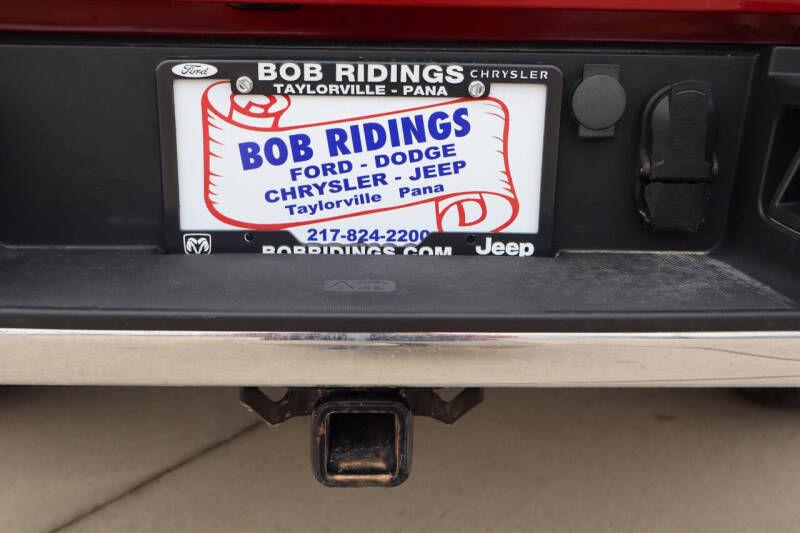 Ford BOB RIDINGS CHRYSLER
TAYLORVILLE - PANA
BOB RIDINGS
FORD - DODGE
CHRYSLER - JEEP
Taylorville Pana
217-824-2200
BOBRIDINGS.COM Jeep